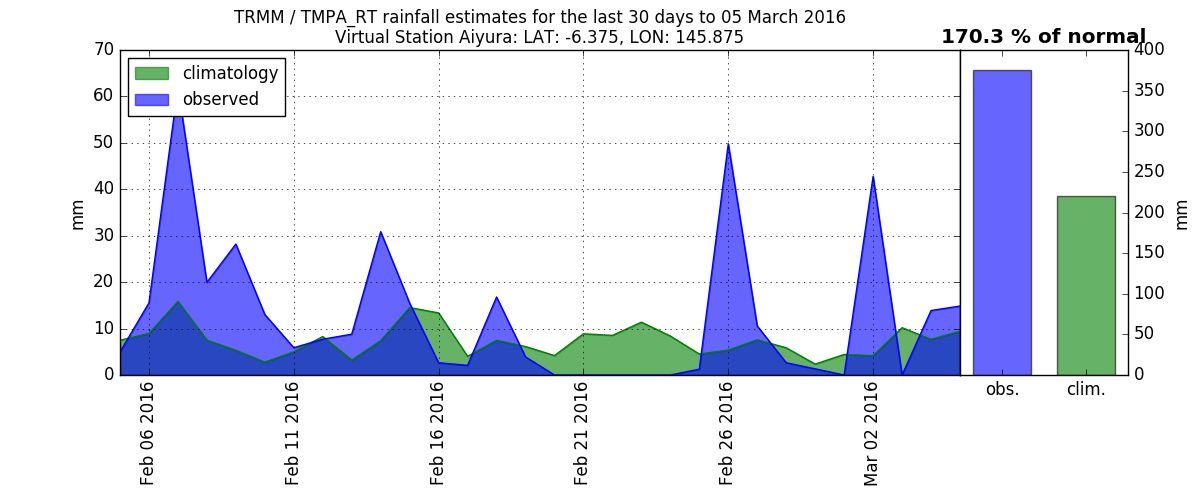 TRMM / TMPA_RT rainfall estimates for the last 30 days to 05 March 2016
Virtual Station Aiyura: LAT: -6.375, LON: 145.875
170.3 % of normal
climatology
observed
70
60
50
40
30
20
10
0
mm
Feb 06 2016
Feb 11 2016
Feb 16 2016
Feb 21 2016
Feb 26 2016
Mar 02 2016
400
350
300
250
200
150
100
50
0
mm
obs.
clim.